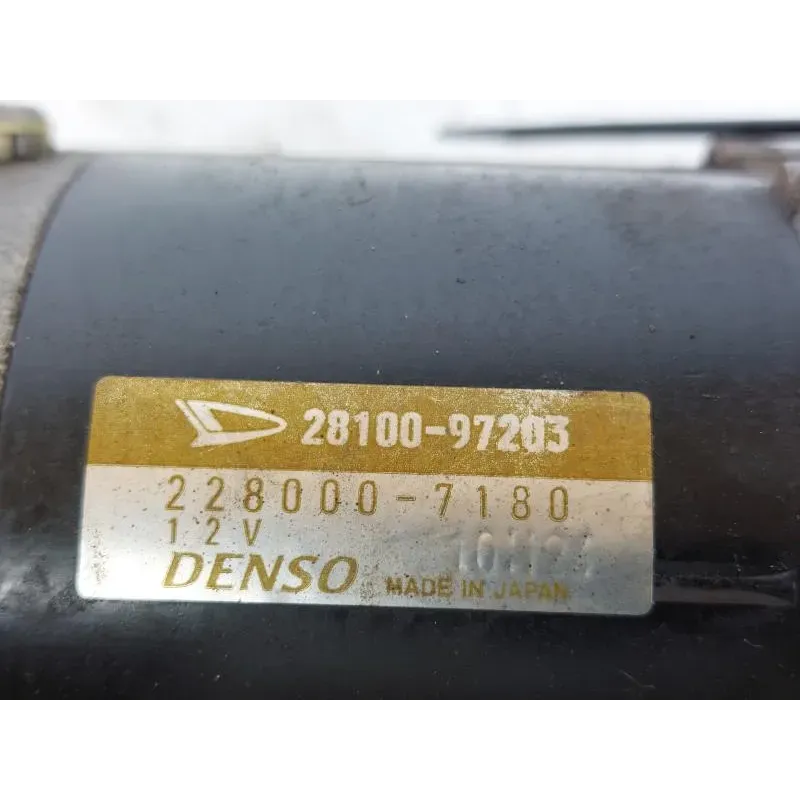 28100-97203
228000-7180
12V
DENSO MADE IN JAPAN